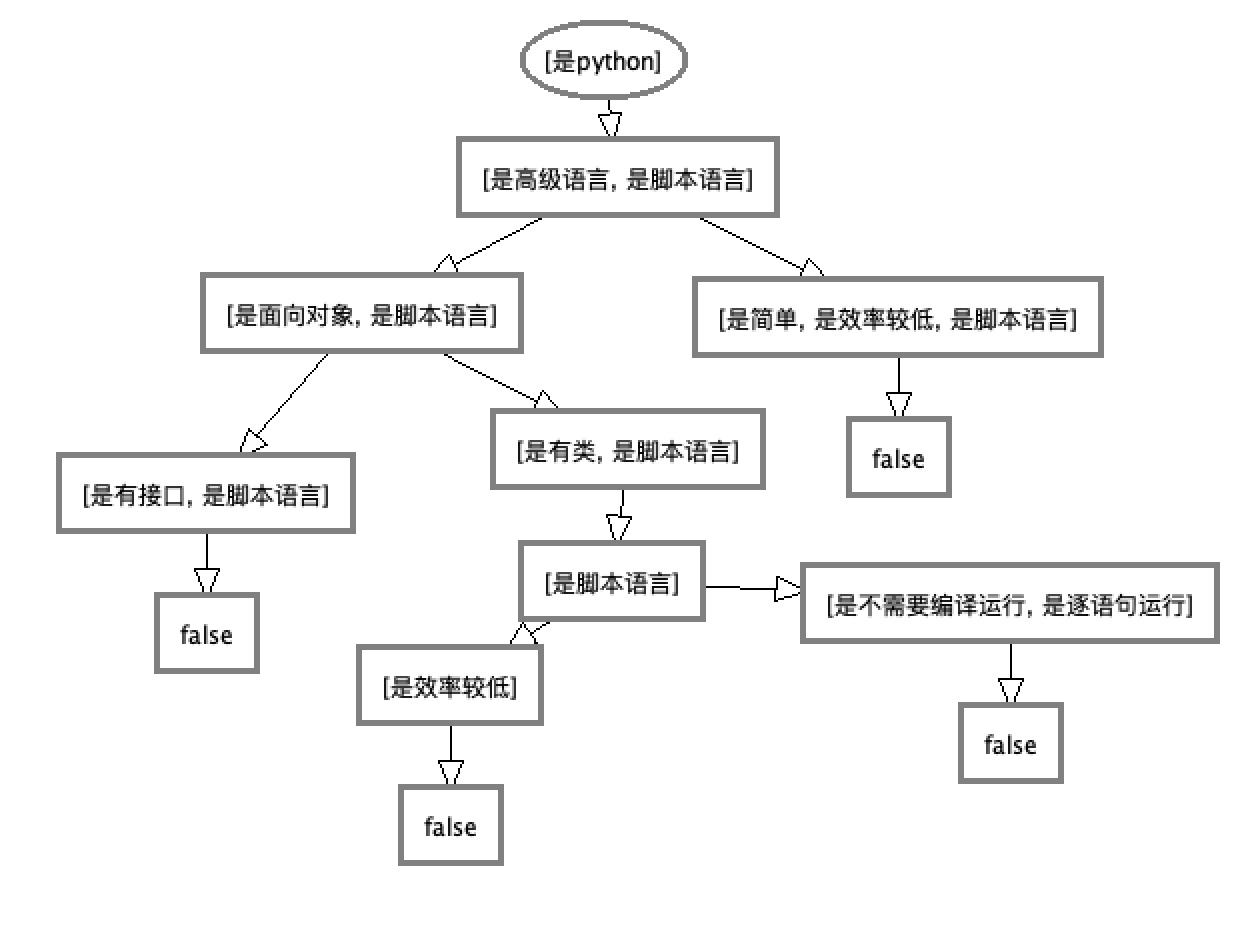 [是python]
[是高级语言, 是脚本语言]
[是面向对象, 是脚本语言]
[是简单, 是效率较低, 是脚本语言]
[是有类, 是脚本语言]
false
[是有接口, 是脚本语言]
[是脚本语言]
[是不需要编译运行, 是逐语句运行]
false
[是效率较低]
false
false